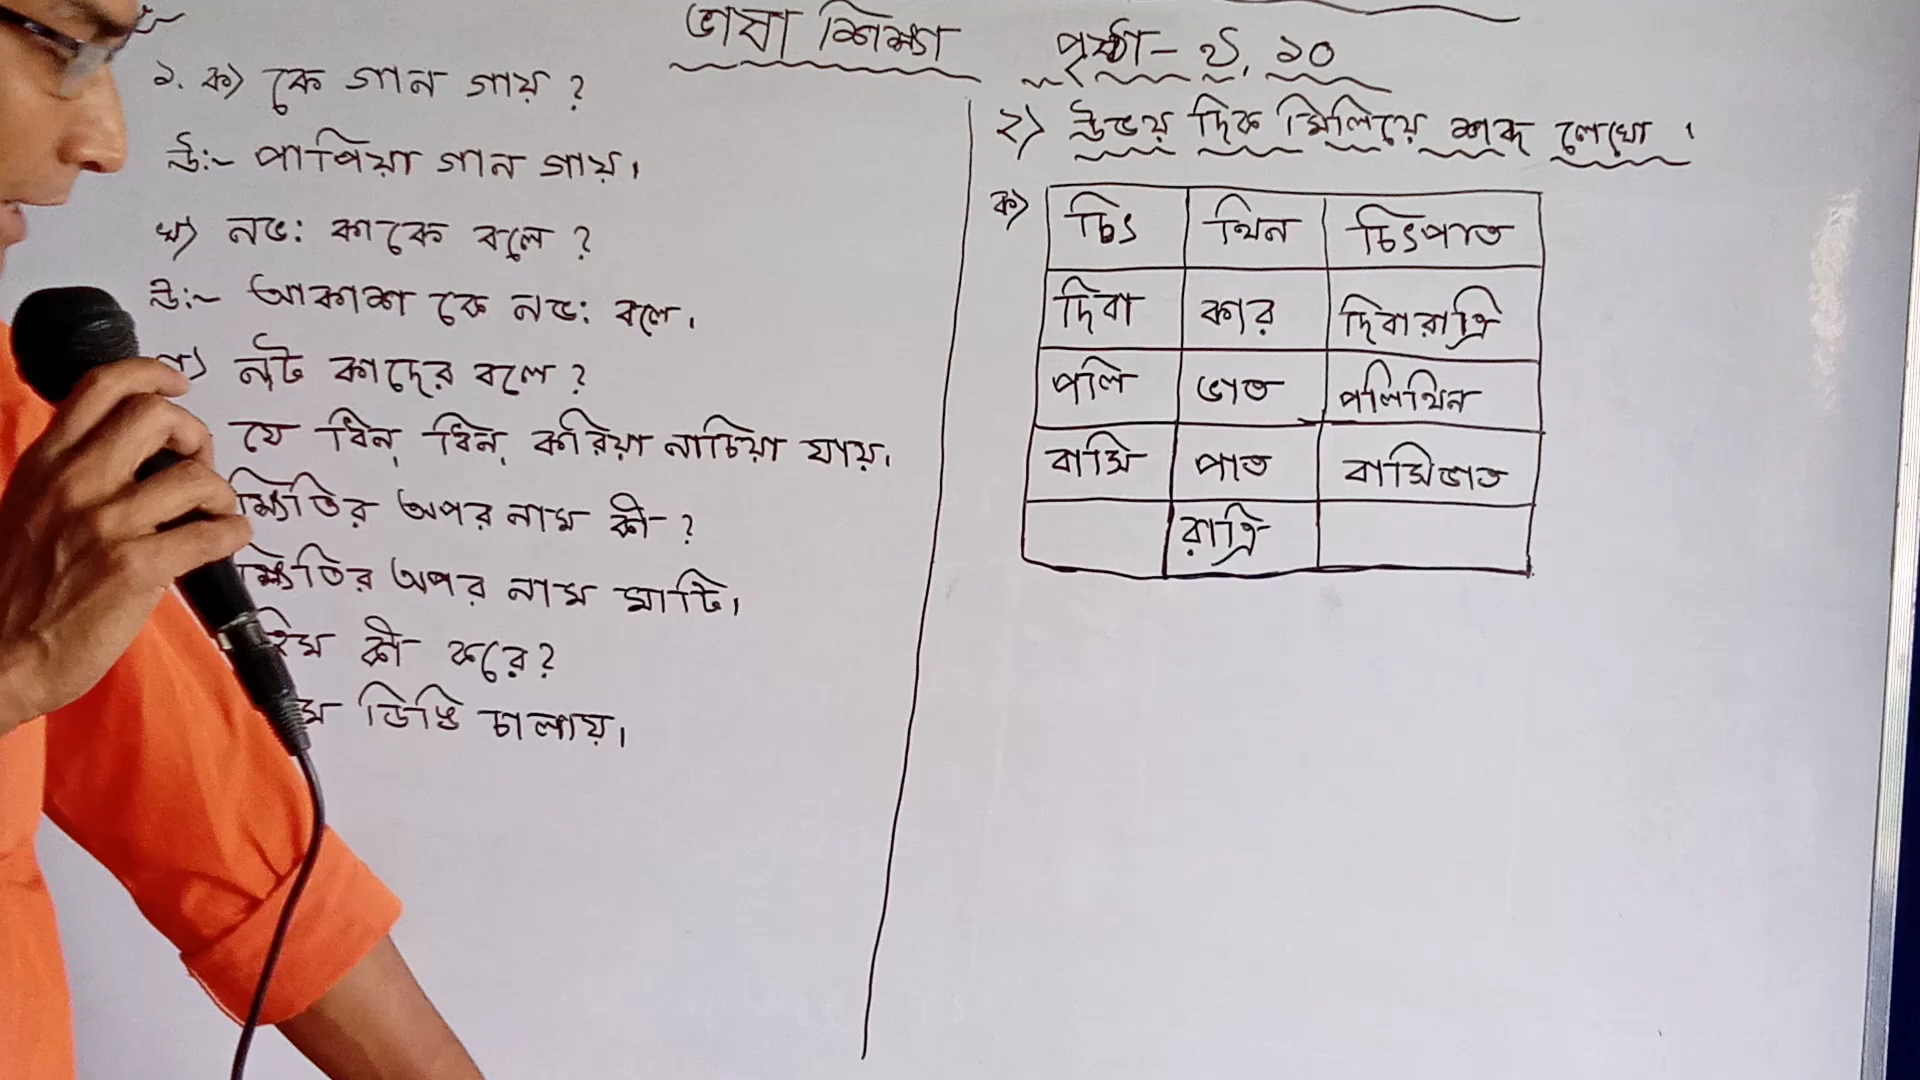 ভাষা শিক্ষা পৃষ্ঠা- ৯, ১০
১. ক) কে গান গায় ?
উঃ- পাপিয়া গান গায়।
খ) নভঃ কাকে বলে ?
উঃ- আকাশ কে নভঃ বলে।
গ) নট কাদের বলে ?
যে ধিন্ ধিন্ করিয়া নাচিয়া যায়।
ক্ষিতির অপর নাম কী ?
ক্ষিতির অপর নাম মাটি।
কী করে?
ডিঙি চালায়।
২) উভয় দিক মিলিয়ে শব্দ লেখো ।
ক) চিৎ থিন চিৎপাত
দিবা কার দিবারাত্রি
পলি ভাত পলিথিন
বাসি পাত বাসিভাত
রাত্রি